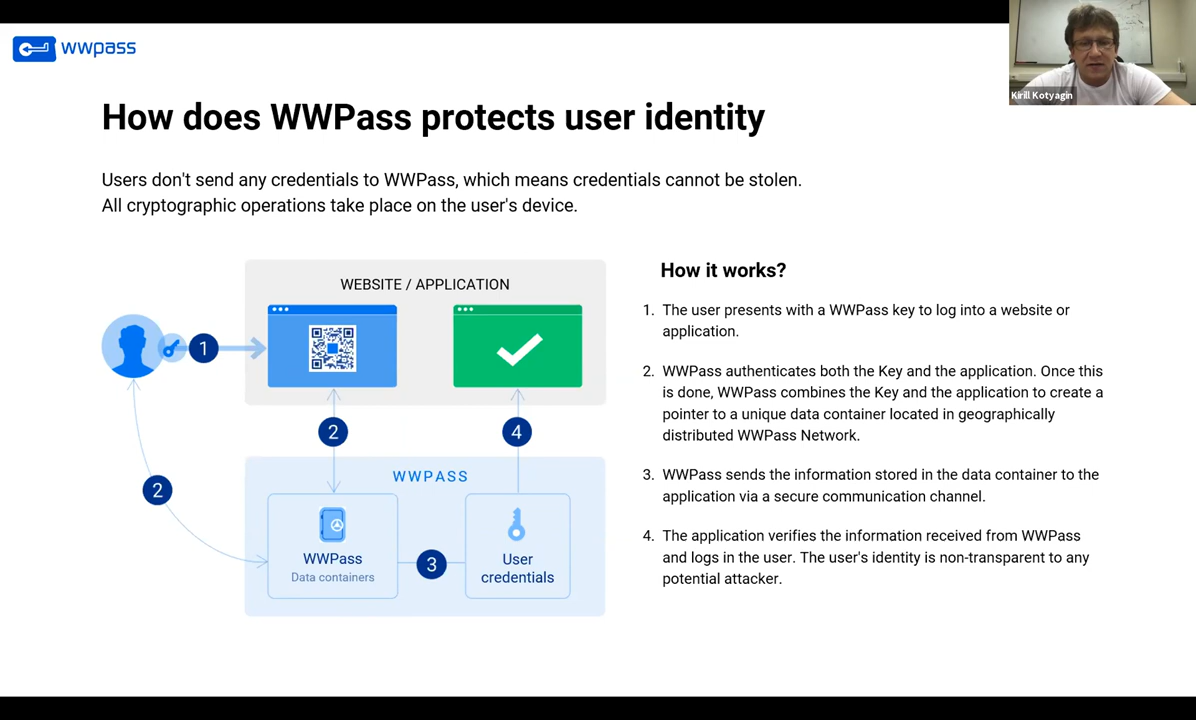 wwpass
Kirill Kotyagin
How does WWPass protects user identity
Users don't send any credentials to WWPass, which means credentials cannot be stolen.
All cryptographic operations take place on the user's device.
WEBSITE / APPLICATION
1
2
4
2
WWPASS
WWPass
Data containers
3
User
credentials
How it works?
1. The user presents with a WWPass key to log into a website or
application.
2. WWPass authenticates both the Key and the application. Once this
is done, WWPass combines the Key and the application to create a
pointer to a unique data container located in geographically
distributed WWPass Network.
3. WWPass sends the information stored in the data container to the
application via a secure communication channel.
4. The application verifies the information received from WWPass
and logs in the user. The user's identity is non-transparent to any
potential attacker.